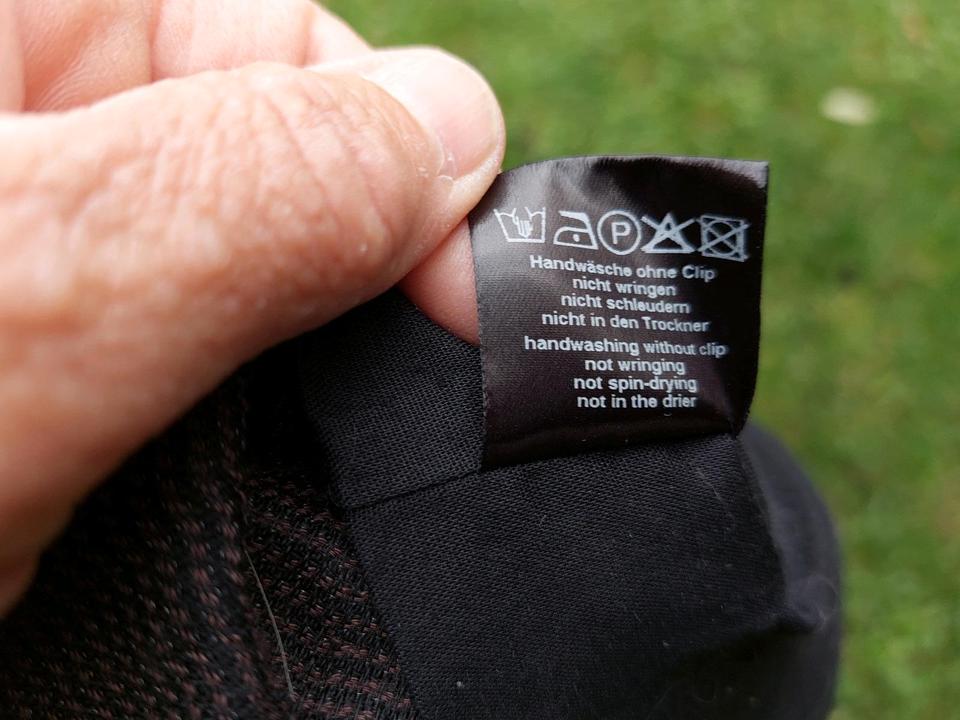 P
Handwäsche ohne Clip
nicht wringen
nicht schleudern
nicht in den Trockner
handwashing without clip
not wringing
not spin-drying
not in the drier